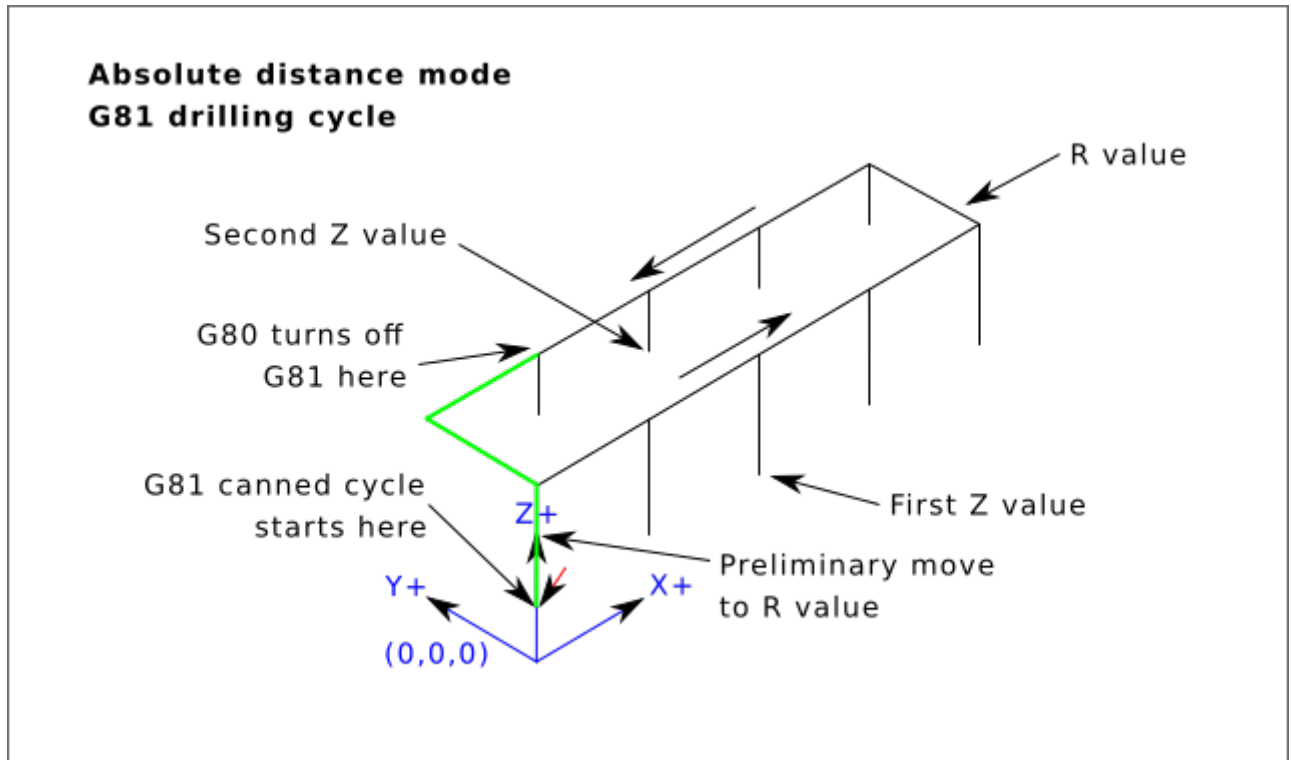 Absolute distance mode
G81 drilling cycle
R value
Second Z value
G80 turns off
G81 here
G81 canned cycle
starts here
First Z value
Z+
Preliminary move
to R value
Y+
X+
(0,0,0)